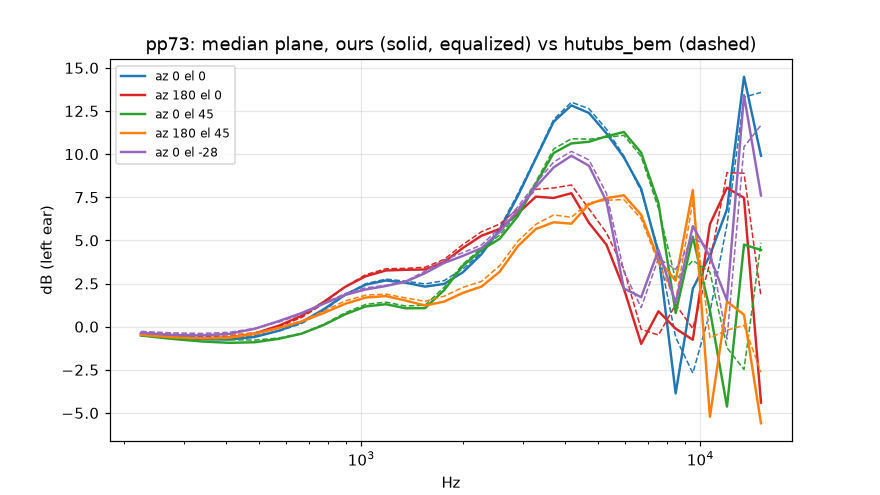 pp73: median plane, ours (solid, equalized) vs hutubs_bem (dashed)
15.0
12.5
10.0
7.5
5.0
2.5
0.0
−2.5
−5.0
dB (left ear)
az 0 el 0
az 180 el 0
az 0 el 45
az 180 el 45
az 0 el -28
10³
10⁴
Hz